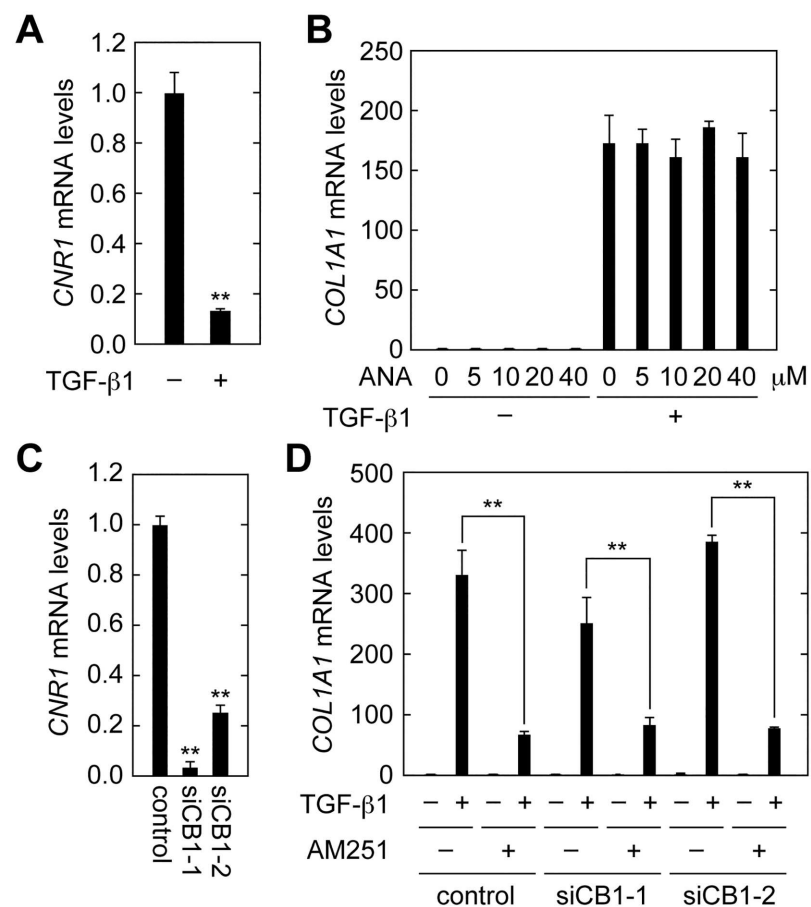 A
CNR1 mRNA levels
1.2
1.0
0.8
0.6
0.4
0.2
0.0
**
TGF-β1 – +
B
COL1A1 mRNA levels
250
200
150
100
50
0
ANA 0 5 10 20 40 0 5 10 20 40 μM
TGF-β1 – +
C
CNR1 mRNA levels
1.2
1.0
0.8
0.6
0.4
0.2
0.0
**
**
control
siCB1-1
siCB1-2
D
COL1A1 mRNA levels
500
400
300
200
100
0
** ** **
TGF-β1 – + – + – + – + – + – +
AM251 – + – + – +
control siCB1-1 siCB1-2